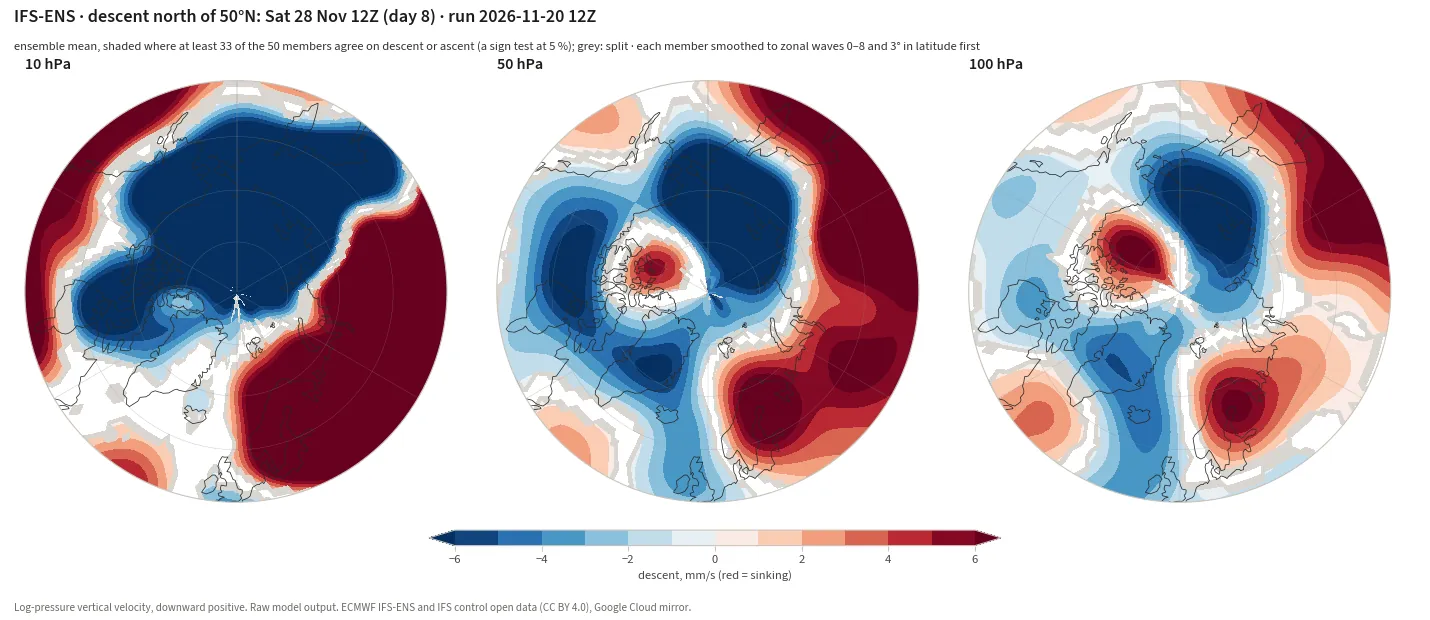 IFS-ENS · descent north of 50°N: Sat 28 Nov 12Z (day 8) · run 2026-11-20 12Z
ensemble mean, shaded where at least 33 of the 50 members agree on descent or ascent (a sign test at 5 %); grey: split · each member smoothed to zonal waves 0–8 and 3° in latitude first
10 hPa
50 hPa
100 hPa
−6 −4 −2 0 2 4 6
descent, mm/s (red = sinking)
Log-pressure vertical velocity, downward positive. Raw model output. ECMWF IFS-ENS and IFS control open data (CC BY 4.0), Google Cloud mirror.